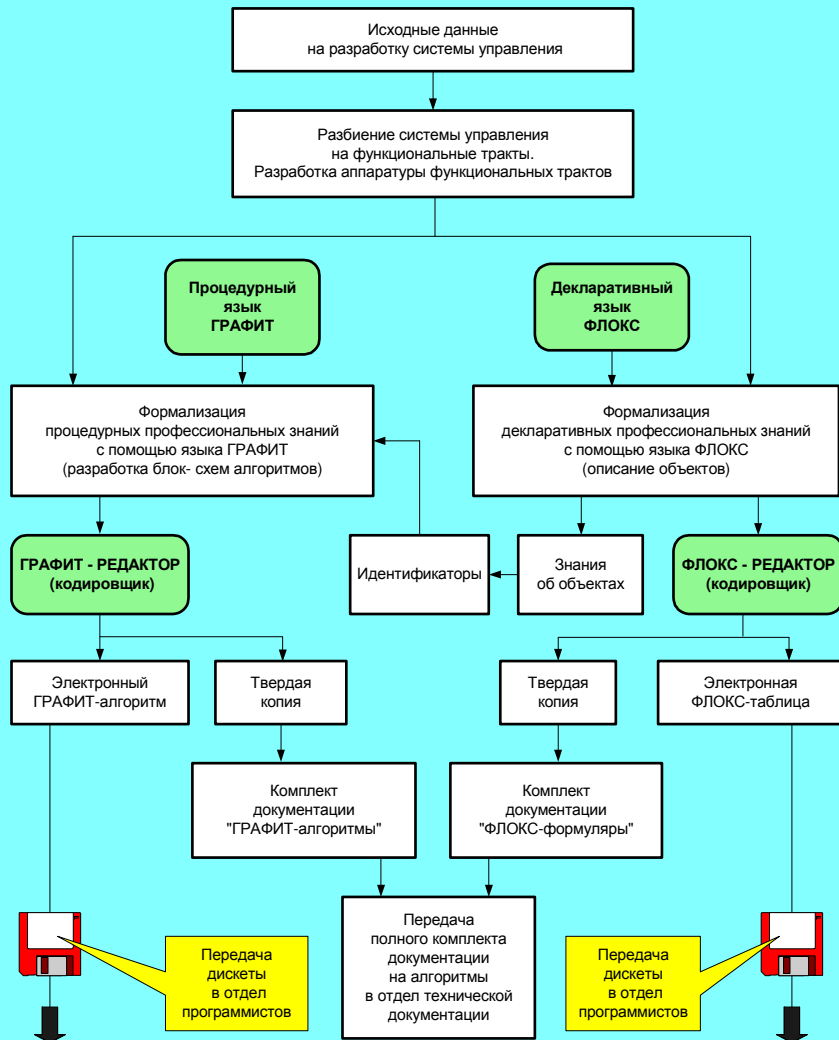 Исходные данные
на разработку системы управления
Разбиение системы управления
на функциональные тракты.
Разработка аппаратуры функциональных трактов
Процедурный
язык
ГРАФИТ
Декларативный
язык
ФЛОКС
Формализация
процедурных профессиональных знаний
с помощью языка ГРАФИТ
(разработка блок- схем алгоритмов)
Формализация
декларативных профессиональных знаний
с помощью языка ФЛОКС
(описание объектов)
ГРАФИТ - РЕДАКТОР
(кодировщик)
Идентификаторы
Знания
об объектах
ФЛОКС - РЕДАКТОР
(кодировщик)
Электронный
ГРАФИТ-алгоритм
Твердая
копия
Твердая
копия
Электронная
ФЛОКС-таблица
Комплект
документации
"ГРАФИТ-алгоритмы"
Комплект
документации
"ФЛОКС-формуляры"
Передача
дискеты
в отдел
программистов
Передача
полного комплекта
документации
на алгоритмы
в отдел технической
документации
Передача
дискеты
в отдел
программистов